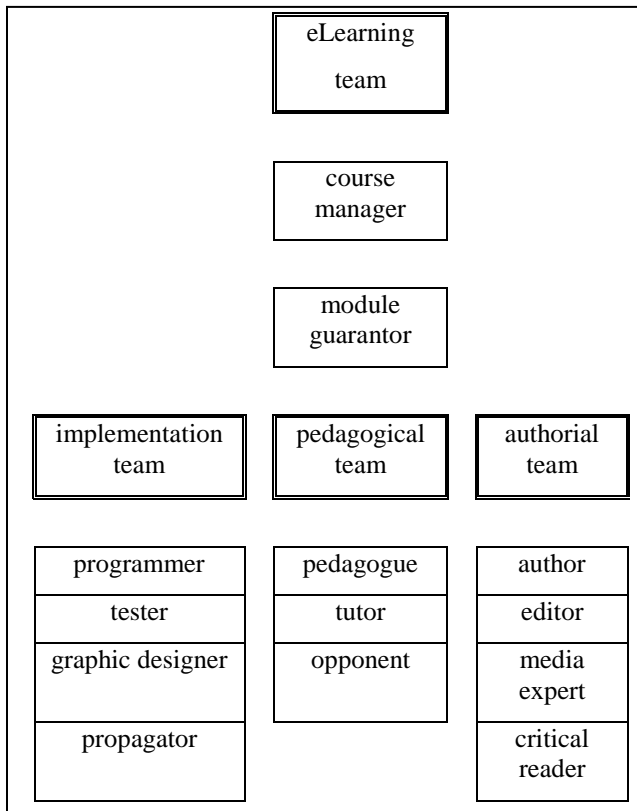 eLearning
team
course
manager
module
guarantor
implementation
team
pedagogical
team
authorial
team
programmer
tester
graphic designer
propagator
pedagogue
tutor
opponent
author
editor
media
expert
critical
reader